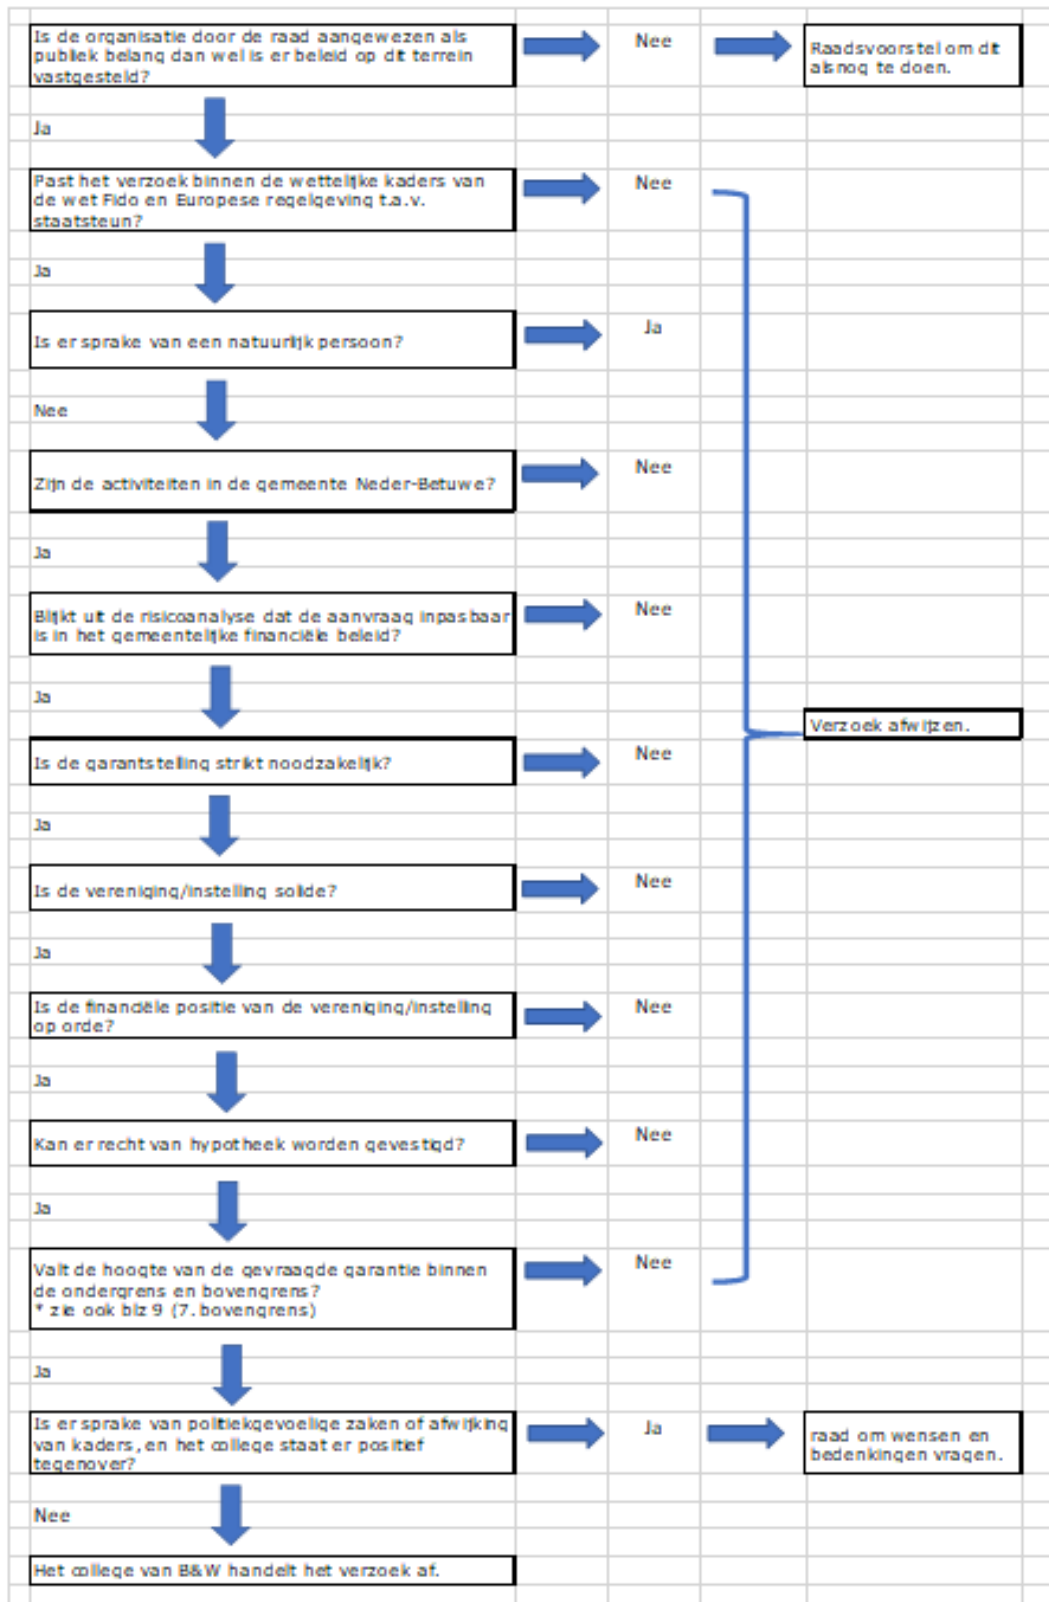 Is de organisatie door de raad aangewezen als
publiek belang dan wel is er beleid op dit terrein
vastgesteld?
Nee
Raadsvoorstel om dit
alsnog te doen.
Ja
Past het verzoek binnen de wettelijke kaders van
de wet Fido en Europese regelgeving t.a.v.
staatsteun?
Nee
Ja
Is er sprake van een natuurlijk persoon?
Ja
Nee
Zijn de activiteiten in de gemeente Neder-Betuwe?
Nee
Ja
Blijkt uit de risicoanalyse dat de aanvraag inpasbaar
is in het gemeentelijke financiële beleid?
Nee
Ja
Verzoek afwijzen.
Is de garantstelling strikt noodzakelijk?
Nee
Ja
Is de vereniging/instelling solide?
Nee
Ja
Is de financiële positie van de vereniging/instelling
op orde?
Nee
Ja
Kan er recht van hypotheek worden gevestigd?
Nee
Ja
Valt de hoogte van de gevraagde garantie binnen
de ondergrens en bovengrens?
* zie ook blz 9 (7. bovengrens)
Nee
Ja
Is er sprake van politiekgevoelige zaken of afwijking
van kaders, en het college staat er positief
tegenover?
Ja
raad om wensen en
bedenkingen vragen.
Nee
Het college van B&W handelt het verzoek af.